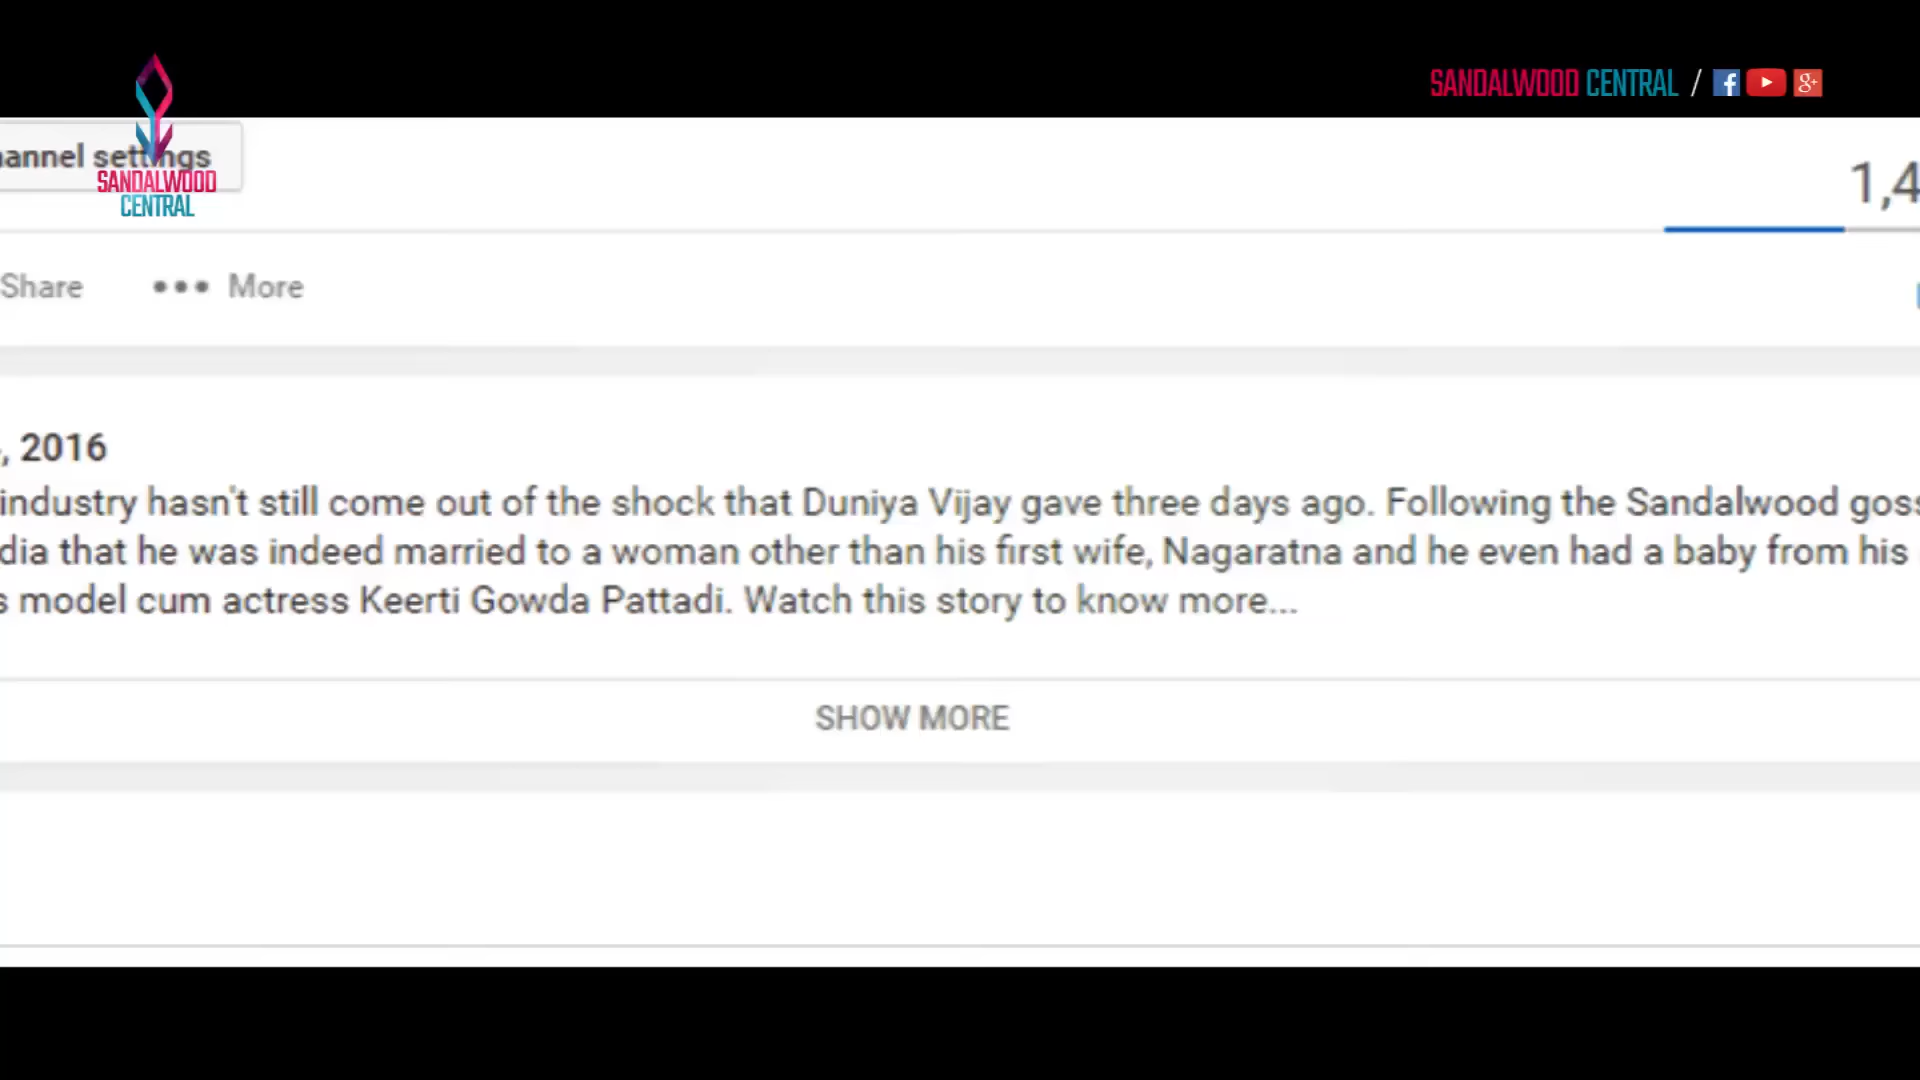 SANDALWOOD CENTRAL /
annel settings
SANDALWOOD
CENTRAL
1,4
Share
More
, 2016
industry hasn't still come out of the shock that Duniya Vijay gave three days ago. Following the Sandalwood goss
dia that he was indeed married to a woman other than his first wife, Nagaratna and he even had a baby from his
s model cum actress Keerti Gowda Pattadi. Watch this story to know more...
SHOW MORE